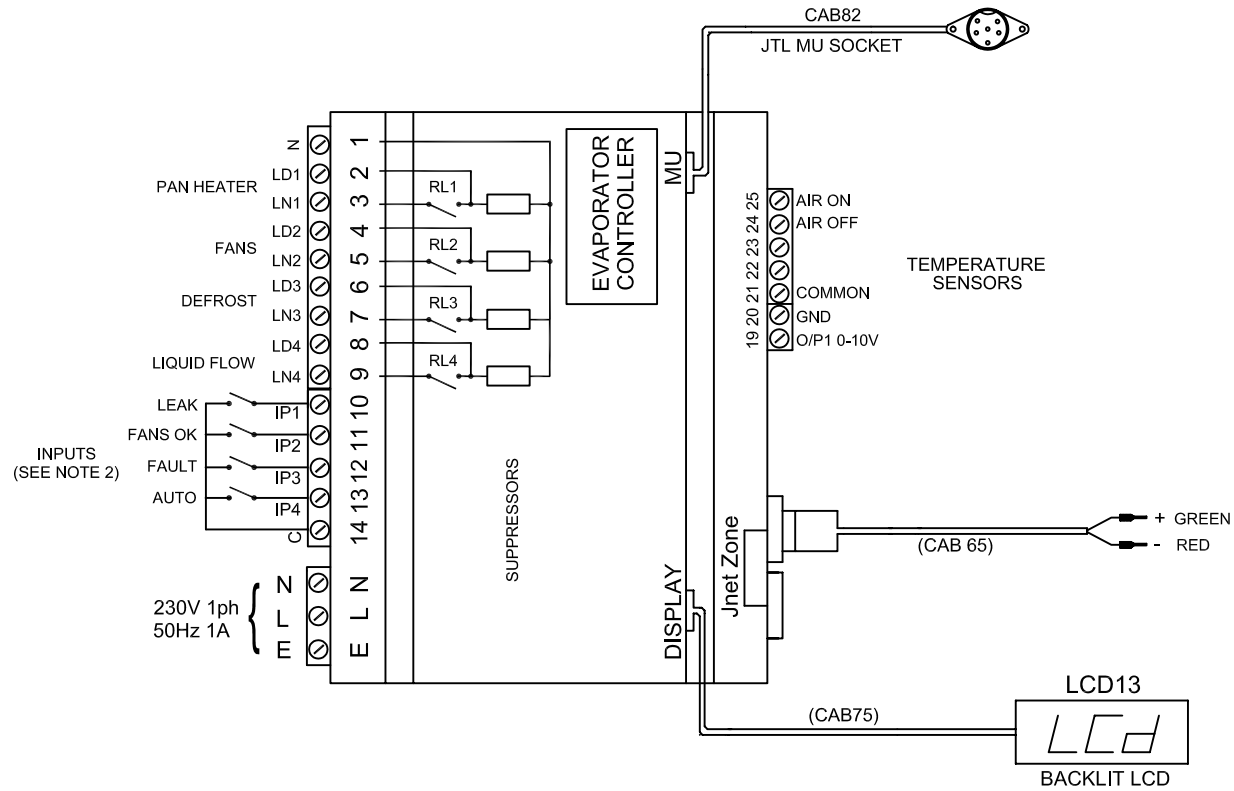 CAB82
JTL MU SOCKET
EVAPORATOR
CONTROLLER
MU
PAN HEATER
FANS
DEFROST
LIQUID FLOW
N 1
LD1 2
LN1 3 RL1
LD2 4
LN2 5 RL2
LD3 6
LN3 7 RL3
LD4 8
LN4 9 RL4
LEAK IP1 10
FANS OK IP2 11
FAULT IP3 12
AUTO IP4 13
C 14
INPUTS
(SEE NOTE 2)
N N
L L
E E
230V 1ph
50Hz 1A
SUPPRESSORS
25 AIR ON
24 AIR OFF
23
22
21 COMMON
20 GND
19 O/P1 0-10V
TEMPERATURE
SENSORS
Jnet Zone
(CAB 65)
+ GREEN
- RED
DISPLAY
(CAB75)
LCD13
LCd
BACKLIT LCD